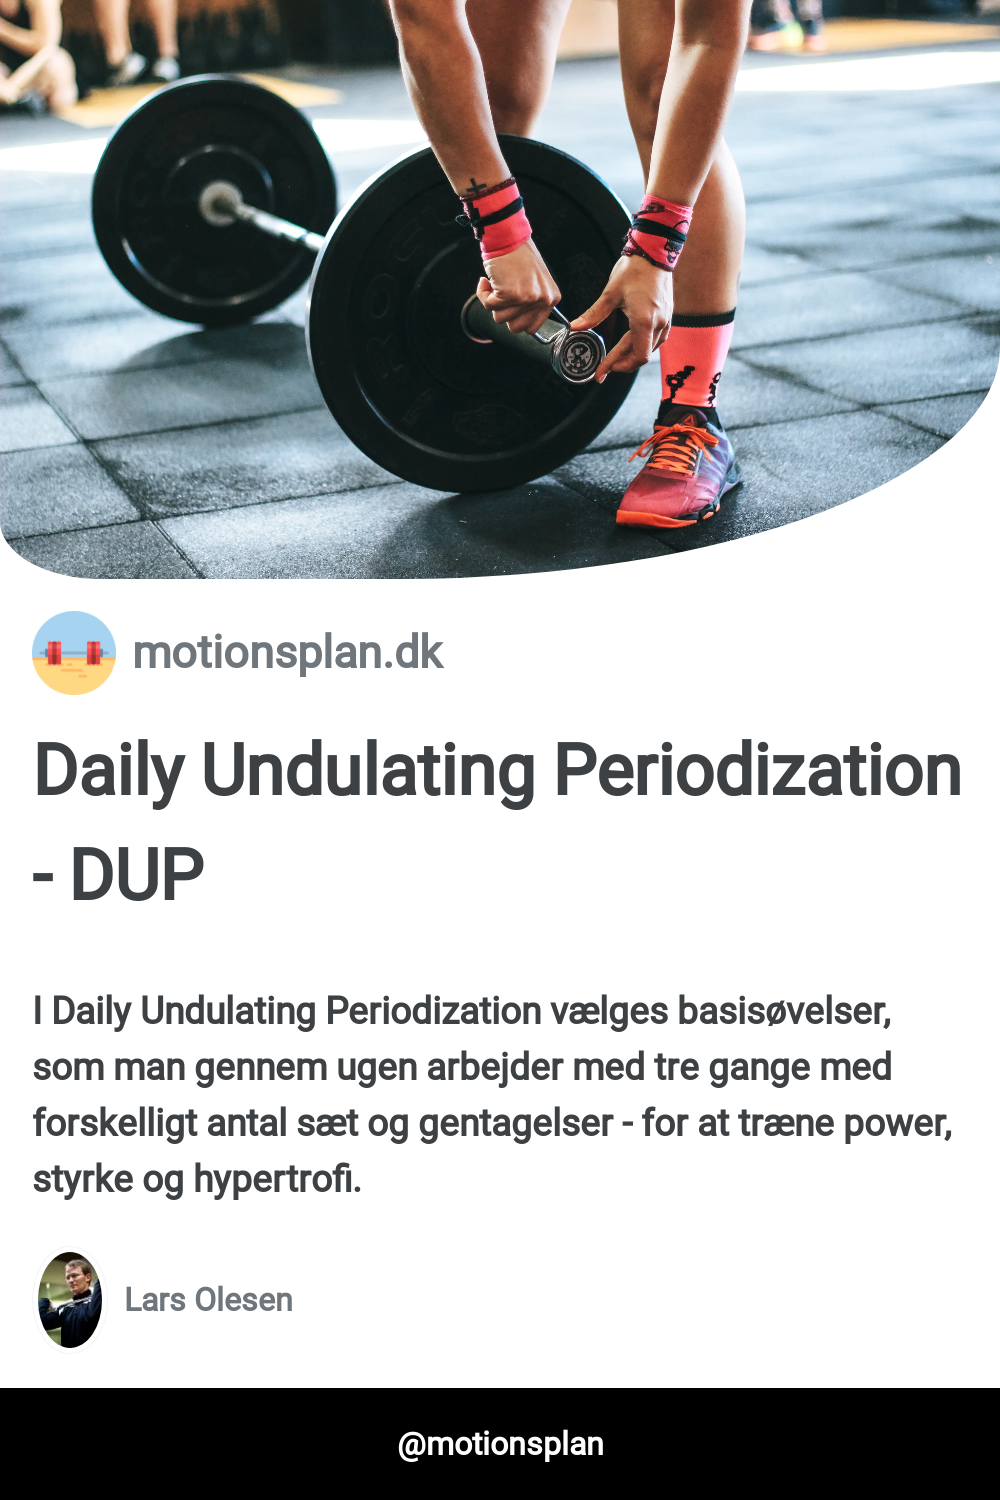 motionsplan.dk
Daily Undulating Periodization
- DUP
I Daily Undulating Periodization vælges basisøvelser,
som man gennem ugen arbejder med tre gange med
forskelligt antal sæt og gentagelser - for at træne power,
styrke og hypertrofi.
Lars Olesen
@motionsplan